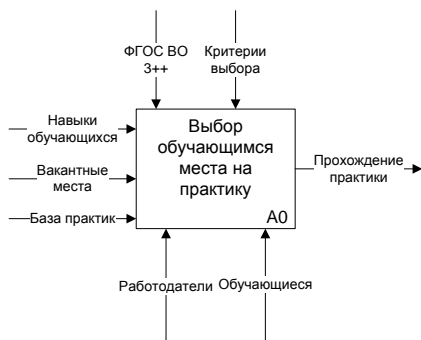 ФГОС ВО
3++
Критерии
выбора
Навыки
обучающихся
Вакантные
места
База практик
Выбор
обучающимся
места на
практику
А0
Прохождение
практики
Работодатели
Обучающиеся